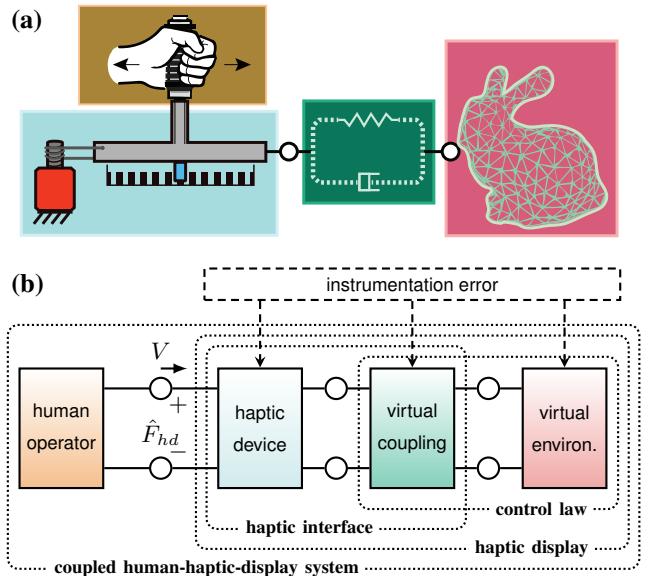 (a)
(b)
instrumentation error
V
+
human
operator
haptic
device
virtual
coupling
virtual
environ.
F̂hd
−
control law
haptic interface
haptic display
coupled human-haptic-display system